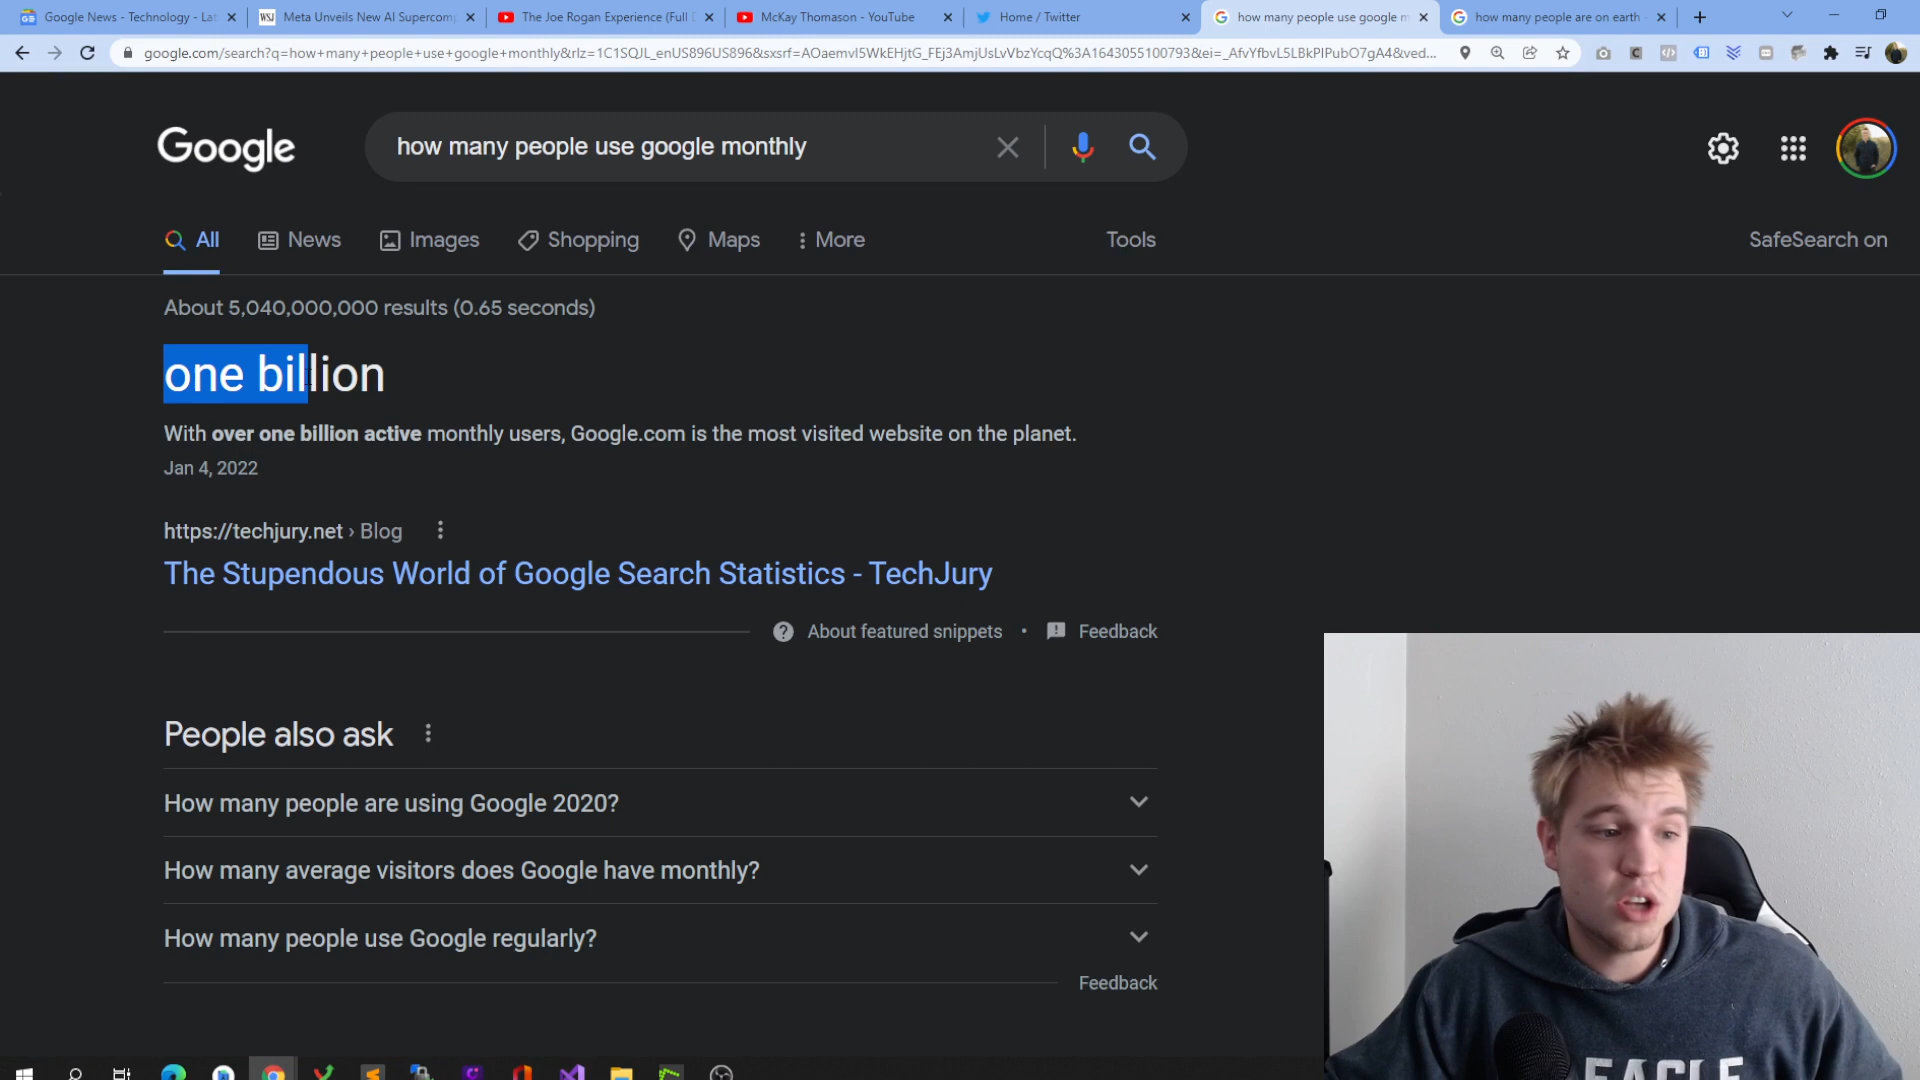 Google News - Technology - Lat
WSJ Meta Unveils New AI Supercomp
The Joe Rogan Experience (Full
McKay Thomason - YouTube
Home / Twitter
how many people use google m
how many people are on earth
google.com/search?q=how+many+people+use+google+monthly&rlz=1C1SQJL_enUS896US896&sxsrf=AOaemvI5WkEHjtG_FEj3AmjUsLvVbzYcqQ%3A1643055100793&ei=_AfvYfbvL5LBkPIPubO7gA4&ved...
Google
how many people use google monthly
All
News
Images
Shopping
Maps
More
Tools
SafeSearch on
About 5,040,000,000 results (0.65 seconds)
one billion
With over one billion active monthly users, Google.com is the most visited website on the planet.
Jan 4, 2022
https://techjury.net › Blog
The Stupendous World of Google Search Statistics - TechJury
About featured snippets • Feedback
People also ask
How many people are using Google 2020?
How many average visitors does Google have monthly?
How many people use Google regularly?
Feedback
EAGLE